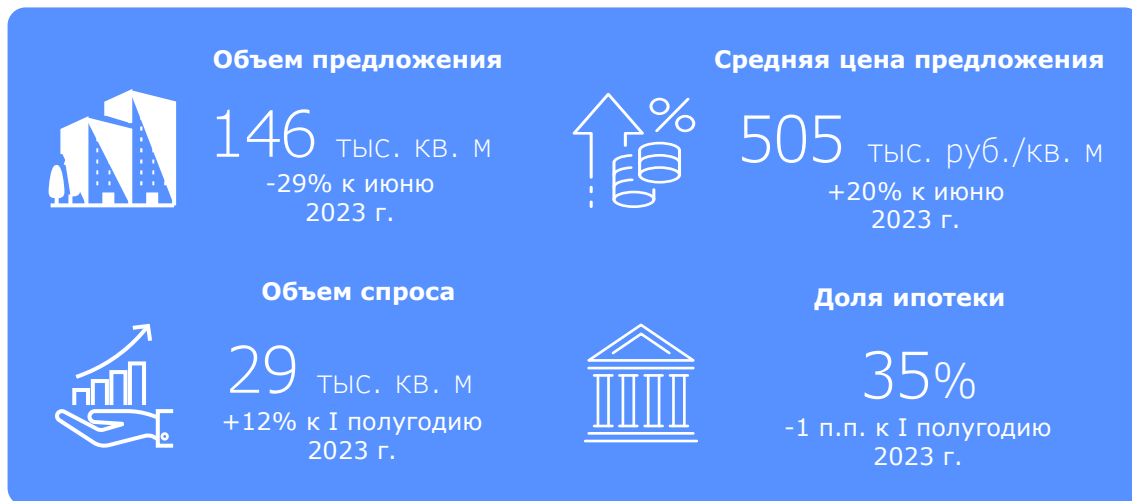 Объем предложения
146 тыс. кв. м
-29% к июню
2023 г.
Средняя цена предложения
%
505 тыс. руб./кв. м
+20% к июню
2023 г.
Объем спроса
29 тыс. кв. м
+12% к I полугодию
2023 г.
Доля ипотеки
35%
-1 п.п. к I полугодию
2023 г.